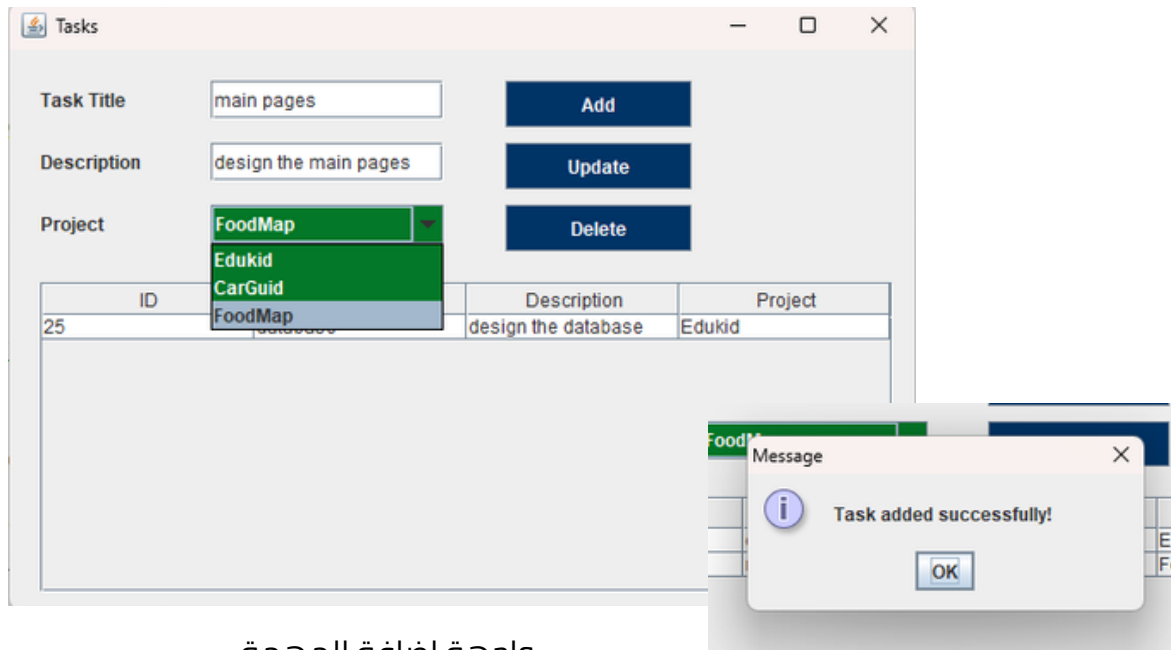 Tasks
Task Title
main pages
Add
Description
design the main pages
Update
Project
FoodMap
Delete
Edukid
CarGuid
FoodMap
ID Description Project
25 design the database Edukid
Message
Task added successfully!
OK